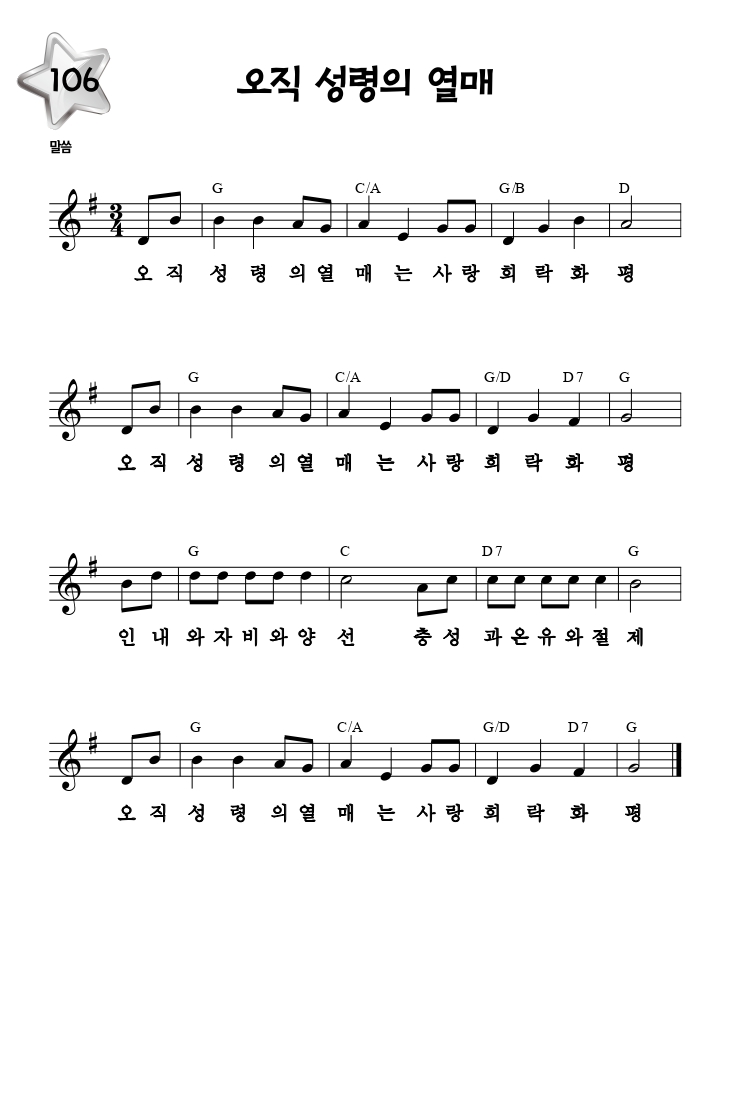 106
오직 성령의 열매
말씀
G C/A G/B D
3
4
오 직 성 령 의 열 매 는 사 랑 희 락 화 평
G C/A G/D D7 G
오 직 성 령 의 열 매 는 사 랑 희 락 화 평
G C D7 G
인 내 와 자 비 와 양 선 충 성 과 온 유 와 절 제
G C/A G/D D7 G
오 직 성 령 의 열 매 는 사 랑 희 락 화 평